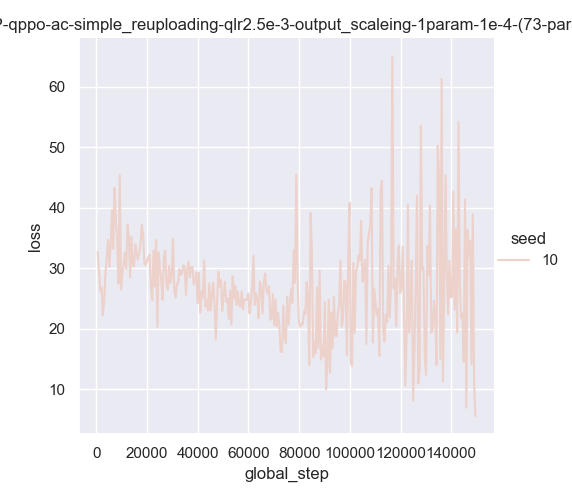 P-qppo-ac-simple_reuploading-qlr2.5e-3-output_scaleing-1param-1e-4-(73-par
60
50
40
30
20
10
loss
seed
10
0 20000 40000 60000 80000 100000 120000 140000
global_step